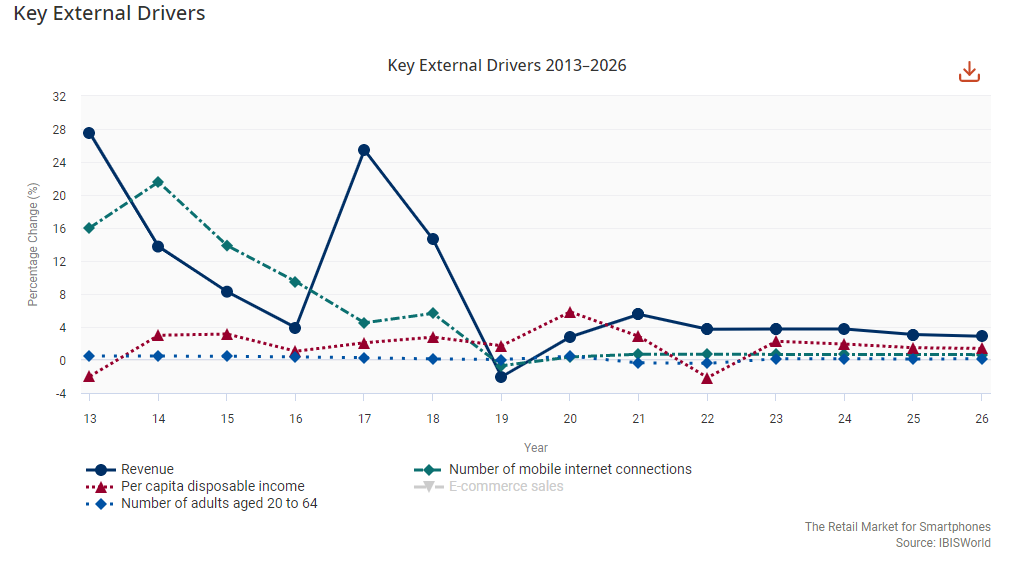 Key External Drivers
Key External Drivers 2013–2026
Percentage Change (%)
32
28
24
20
16
12
8
4
0
-4
13 14 15 16 17 18 19 20 21 22 23 24 25 26
Year
Revenue
Per capita disposable income
Number of adults aged 20 to 64
Number of mobile internet connections
E-commerce sales
The Retail Market for Smartphones
Source: IBISWorld